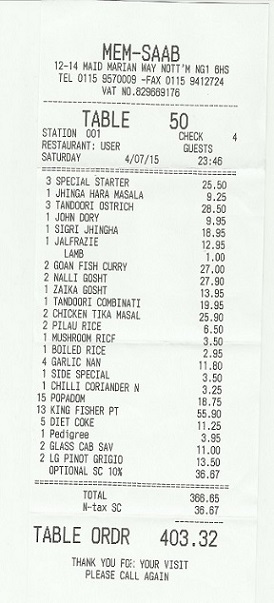 MEM-SAAB
12-14 MAID MARIAN WAY NOTT'M NG1 6HS
TEL 0115 9570009 -FAX 0115 9412724
VAT NO.829669176
TABLE 50
STATION 001 CHECK 4
RESTAURANT: USER GUESTS
SATURDAY 4/07/15 23:46
3 SPECIAL STARTER 25.50
1 JHINGA HARA MASALA 9.25
3 TANDOORI OSTRICH 28.50
1 JOHN DORY 9.95
1 SIGRI JHINGHA 18.95
1 JALFRAZIE 12.95
LAMB 1.00
2 GOAN FISH CURRY 27.00
2 NALLI GOSHT 27.90
1 ZAIKA GOSHT 13.95
1 TANDOORI COMBINATI 19.95
2 CHICKEN TIKA MASAL 25.90
2 PILAU RICE 6.50
1 MUSHROOM RICE 3.50
1 BOILED RICE 2.95
4 GARLIC NAN 11.80
1 SIDE SPECIAL 3.50
1 CHILLI CORIANDER N 3.25
15 POPADOM 18.75
13 KING FISHER PT 55.90
5 DIET COKE 11.25
1 Pedigree 3.95
2 GLASS CAB SAV 11.00
2 LG PINOT GRIGIO 13.50
OPTIONAL SC 10% 36.67
TOTAL 366.65
N-tax SC 36.67
TABLE ORDR 403.32
THANK YOU FOR YOUR VISIT
PLEASE CALL AGAIN